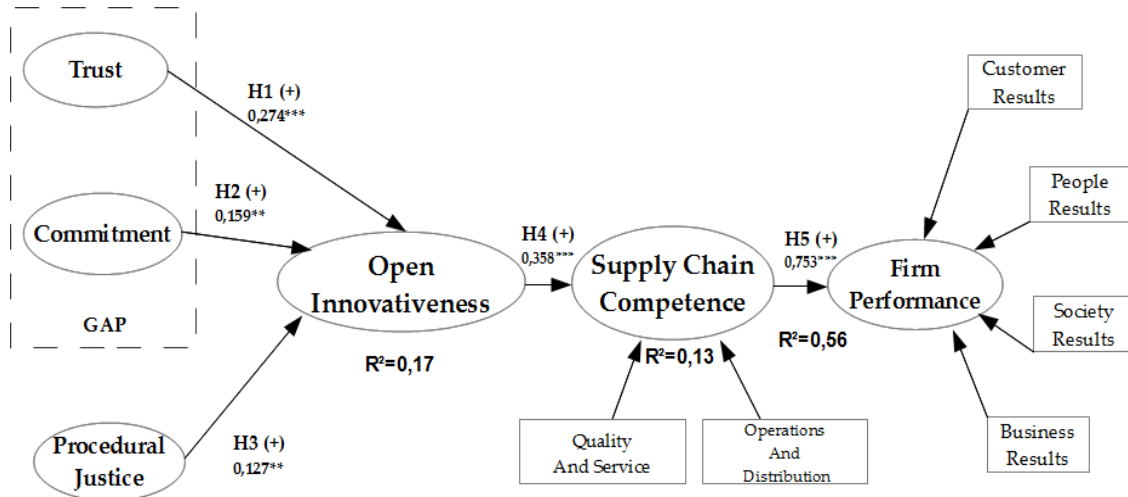 Trust
H1 (+)
0,274***
Customer
Results
Commitment
H2 (+)
0,159**
GAP
Open
Innovativeness
R²=0,17
H4 (+)
0,358***
Supply Chain
Competence
R²=0,13
H5 (+)
0,753***
R²=0,56
Firm
Performance
People
Results
Society
Results
Business
Results
Procedural
Justice
H3 (+)
0,127**
Quality
And Service
Operations
And
Distribution